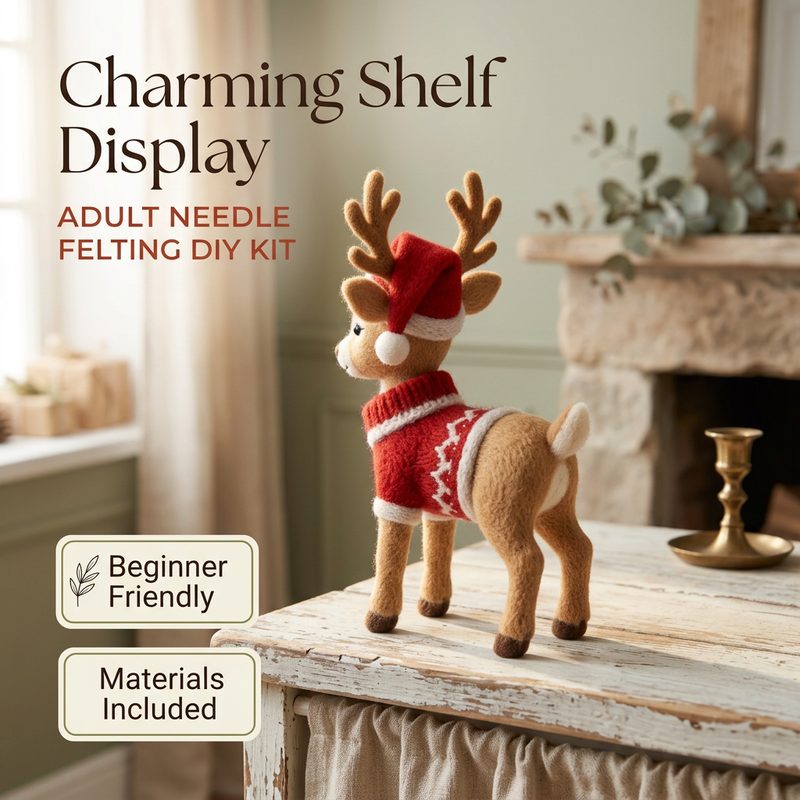 Charming Shelf
Display
ADULT NEEDLE
FELTING DIY KIT
Beginner
Friendly
Materials
Included